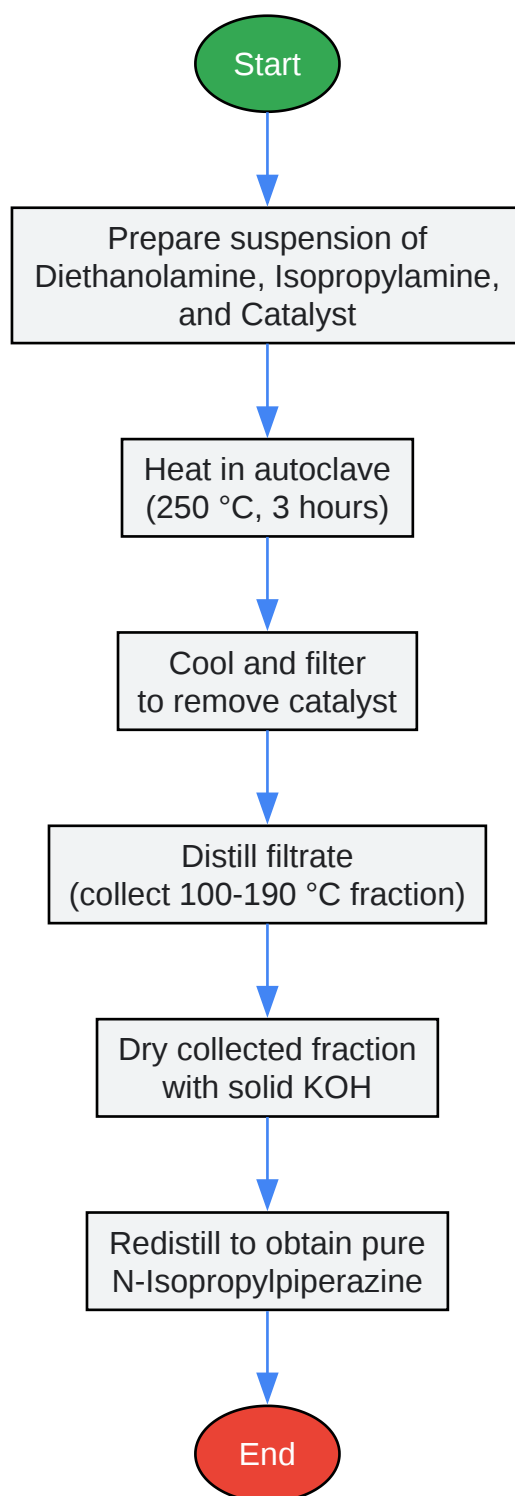 Start
Prepare suspension of
Diethanolamine, Isopropylamine,
and Catalyst
Heat in autoclave
(250 °C, 3 hours)
Cool and filter
to remove catalyst
Distill filtrate
(collect 100-190 °C fraction)
Dry collected fraction
with solid KOH
Redistill to obtain pure
N-Isopropylpiperazine
End